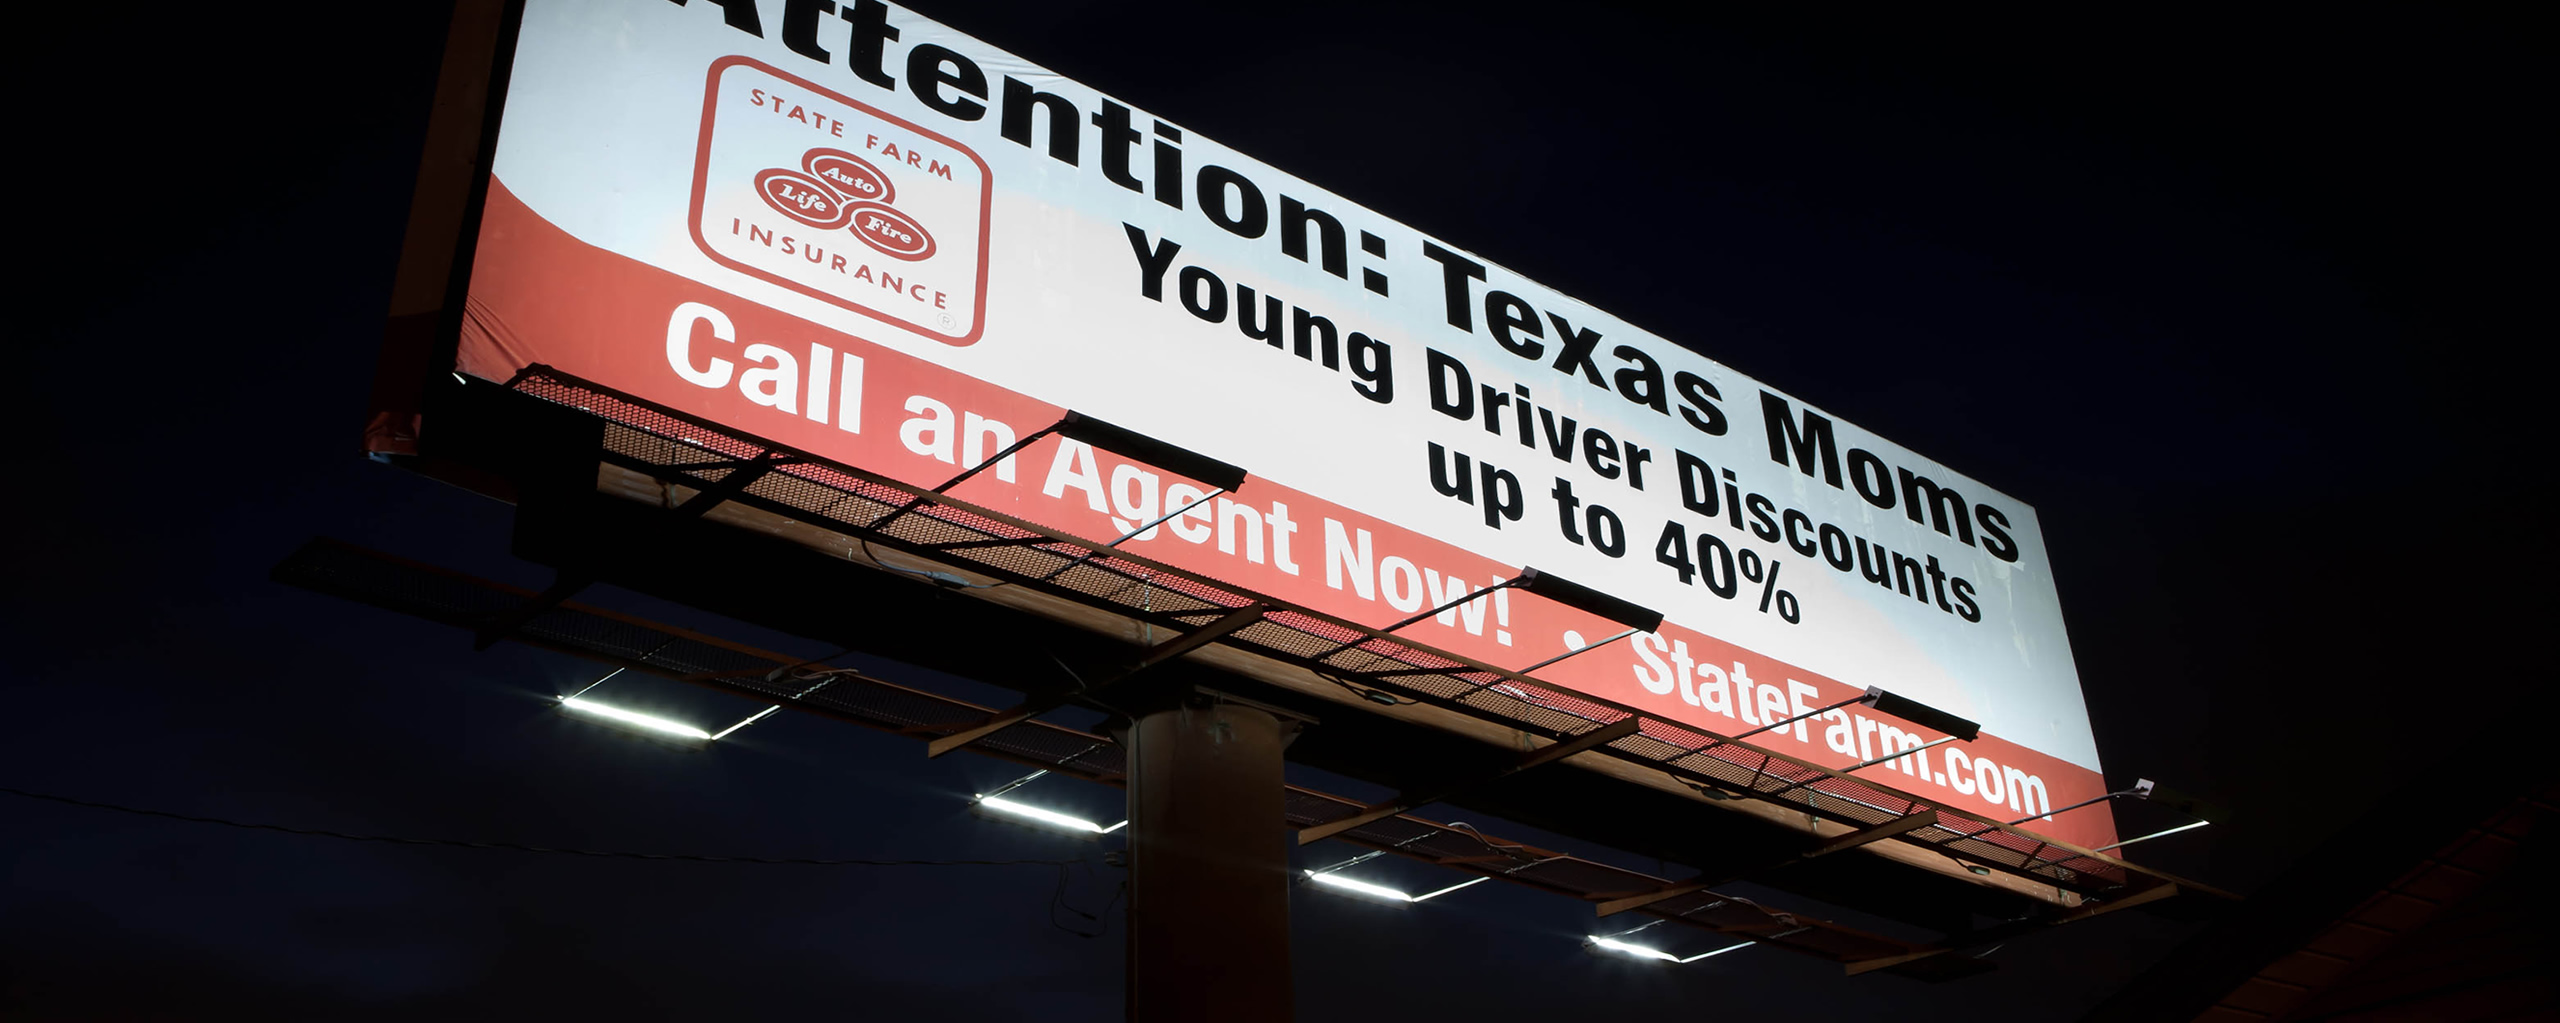 Attention: Texas Moms
STATE FARM
Auto
Life
Fire
INSURANCE
®
Young Driver Discounts
up to 40%
Call an Agent Now! • StateFarm.com